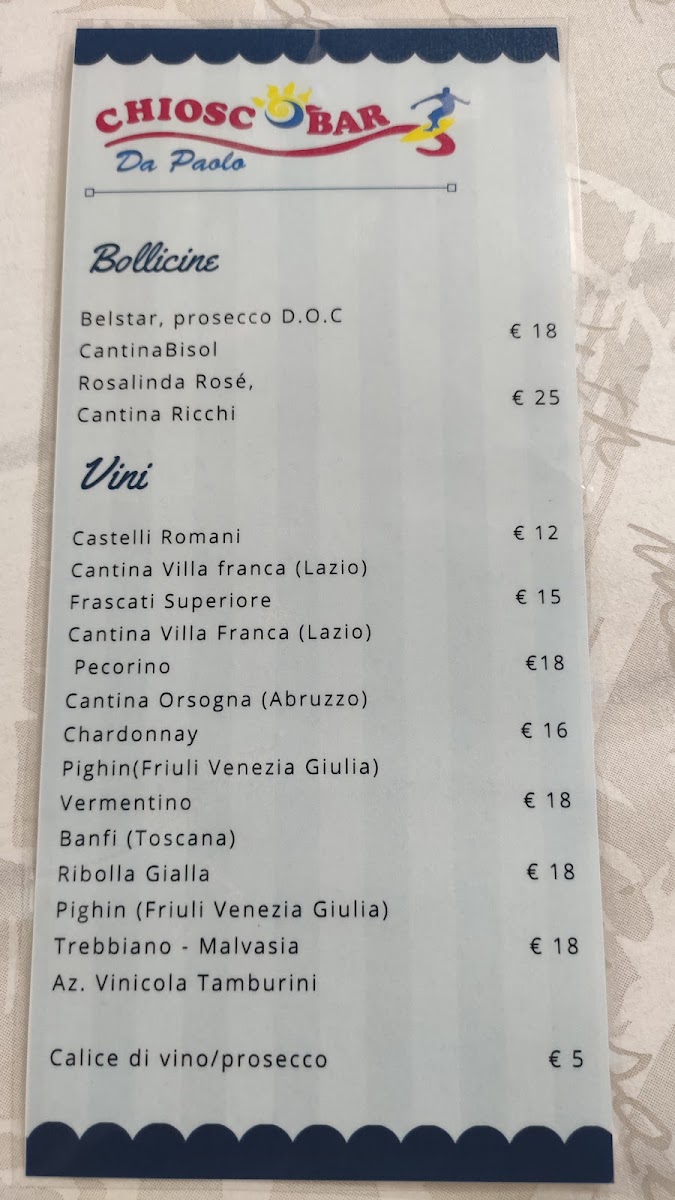 CHIOSCO BAR
Da Paolo
Bollicine
Belstar, prosecco D.O.C
CantinaBisol
€ 18
Rosalinda Rosé,
Cantina Ricchi
€ 25
Vini
Castelli Romani € 12
Cantina Villa franca (Lazio)
Frascati Superiore € 15
Cantina Villa Franca (Lazio)
Pecorino €18
Cantina Orsogna (Abruzzo)
Chardonnay € 16
Pighin(Friuli Venezia Giulia)
Vermentino € 18
Banfi (Toscana)
Ribolla Gialla € 18
Pighin (Friuli Venezia Giulia)
Trebbiano - Malvasia € 18
Az. Vinicola Tamburini
Calice di vino/prosecco € 5